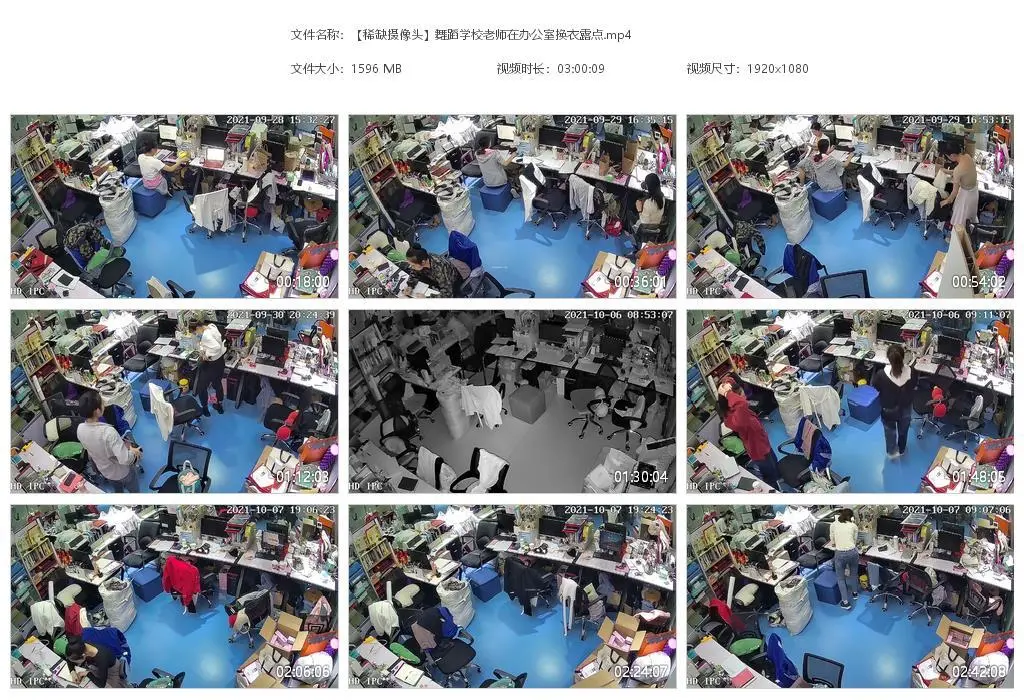 文件名称: 【稀缺摄像头】舞蹈学校老师在办公室换衣露点.mp4
文件大小: 1596 MB 视频时长: 03:00:09 视频尺寸: 1920x1080
2021-09-28 15:32:27
2021-09-29 16:35:15
2021-09-29 16:53:15
HD IPC 00:18:00
HD IPC 00:36:01
HD IPC 00:54:02
2021-09-30 20:24:39
2021-10-06 08:53:07
2021-10-06 09:11:07
HD IPC 01:12:03
HD IPC 01:30:04
HD IPC 01:48:05
2021-10-07 19:06:23
2021-10-07 19:24:23
2021-10-07 09:07:06
HD IPC 02:06:06
HD IPC 02:24:07
HD IPC 02:42:08